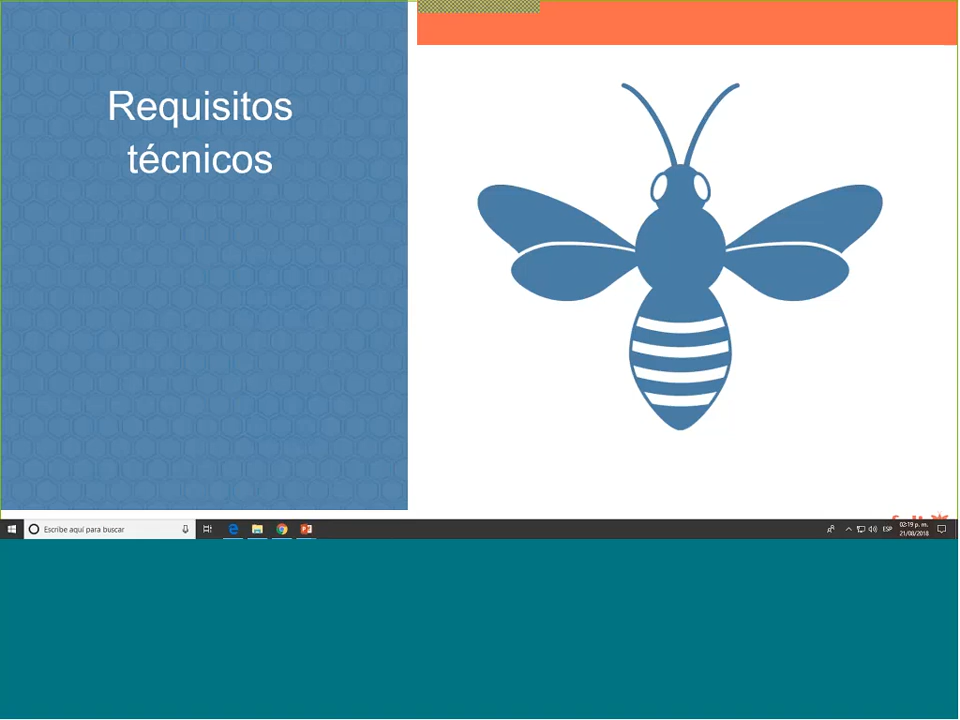 Requisitos
técnicos
Escribe aquí para buscar
ESP
02:19 p. m.
21/08/2018